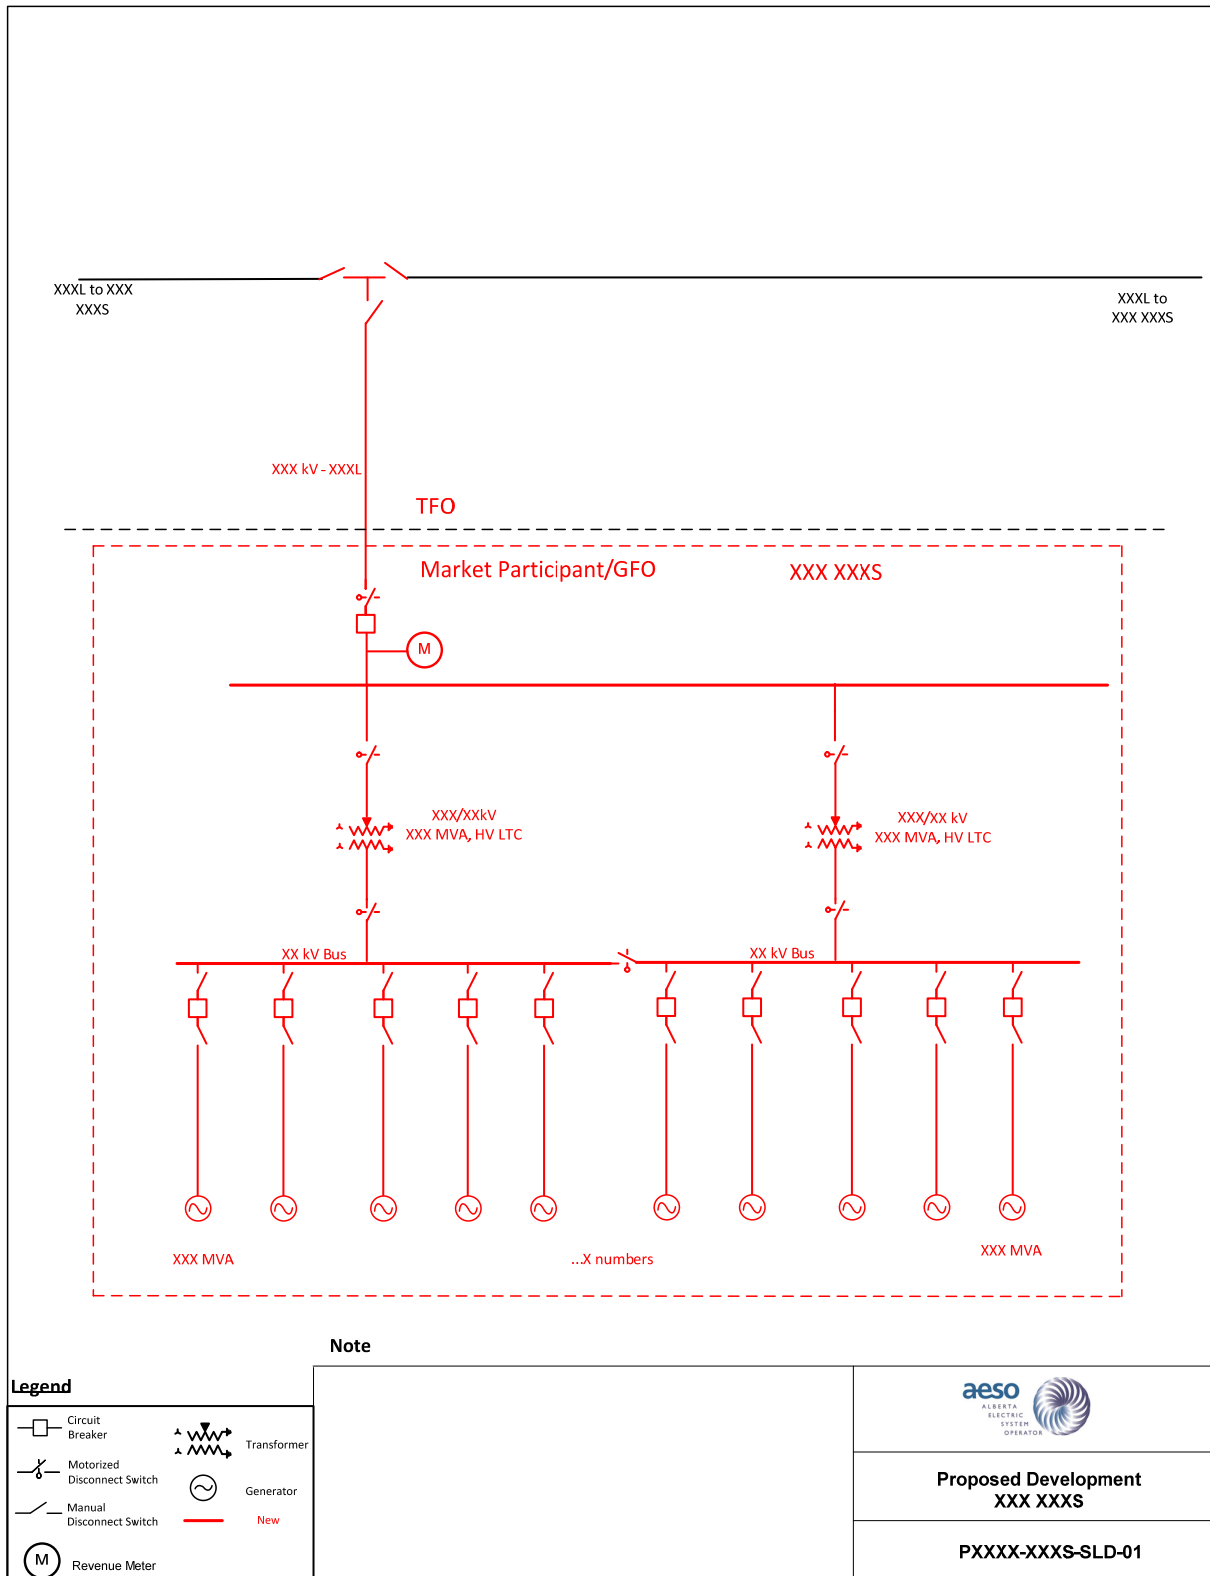 XXXL to XXX
XXXS
XXXL to
XXX XXXS
XXX kV - XXXL
TFO
Market Participant/GFO
XXX XXXS
M
XXX/XXkV
XXX MVA, HV LTC
XXX/XX kV
XXX MVA, HV LTC
XX kV Bus
XX kV Bus
XXX MVA
...X numbers
XXX MVA
Note
Legend
Circuit
Breaker
Transformer
Motorized
Disconnect Switch
Generator
Manual
Disconnect Switch
New
M
Revenue Meter
aeso
ALBERTA
ELECTRIC
SYSTEM
OPERATOR
Proposed Development
XXX XXXS
PXXXX-XXXS-SLD-01